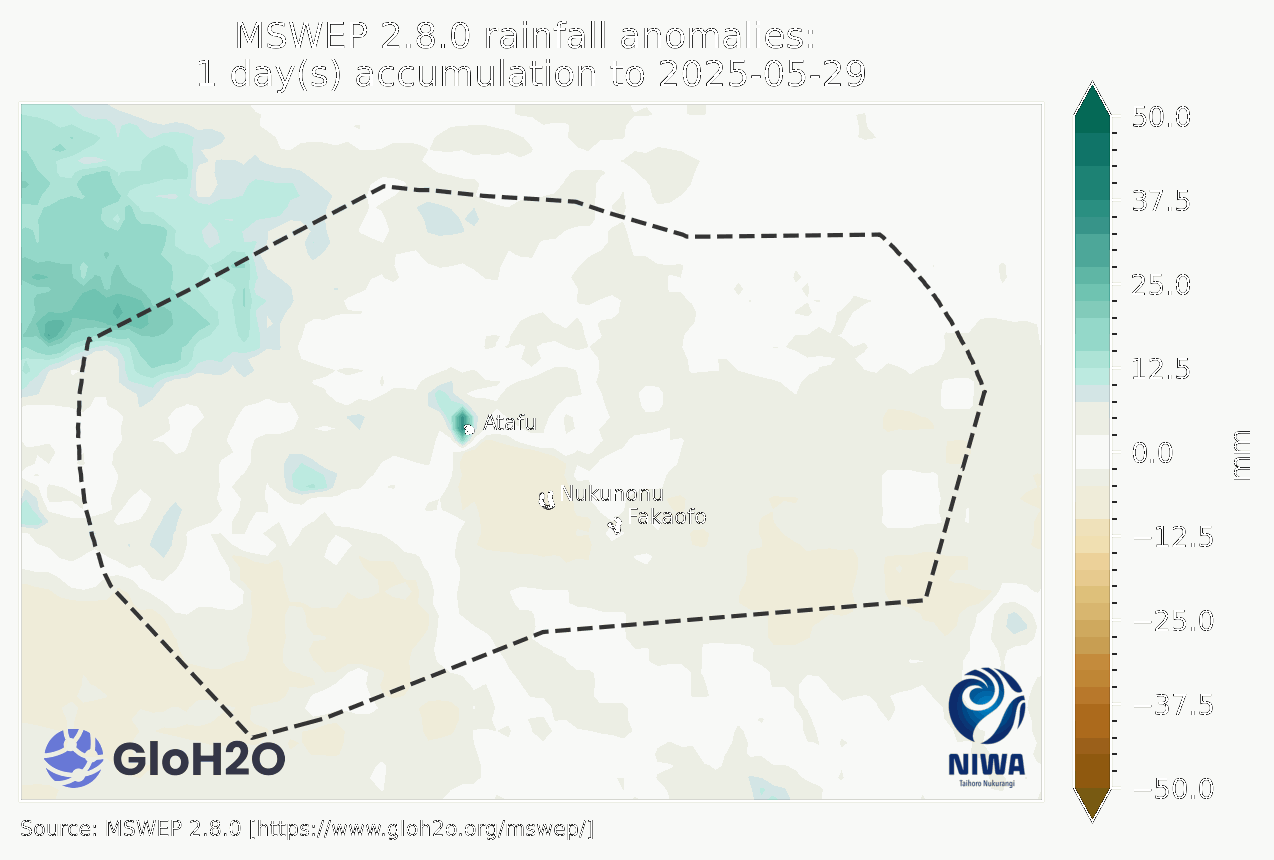 MSWEP 2.8.0 rainfall anomalies:
1 day(s) accumulation to 2025-05-29
50.0
37.5
25.0
12.5
0.0
−12.5
−25.0
−37.5
−50.0
mm
Atafu
Nukunonu
Fakaofo
GloH2O
NIWA
Taihoro Nukurangi
Source: MSWEP 2.8.0 [https://www.gloh2o.org/mswep/]